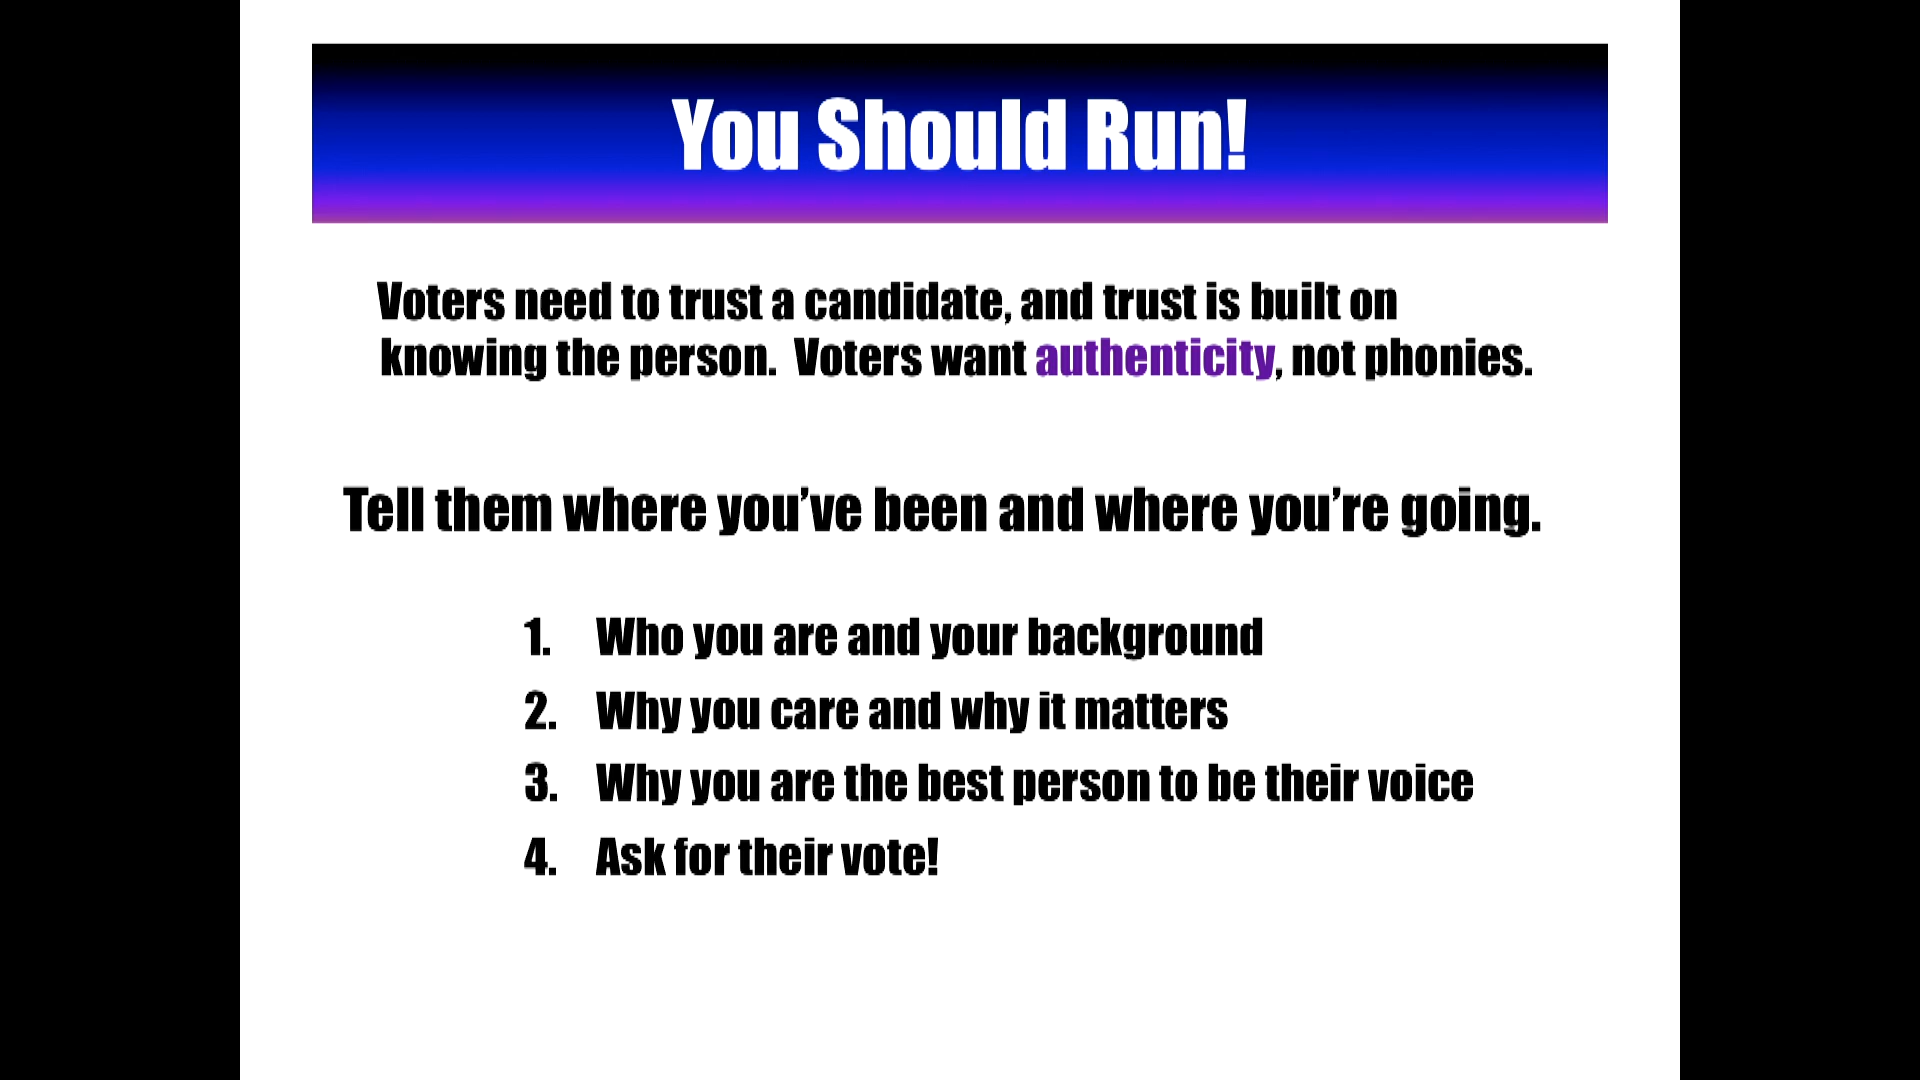 You Should Run!
Voters need to trust a candidate, and trust is built on
knowing the person.  Voters want authenticity, not phonies.
Tell them where you’ve been and where you’re going.
1. Who you are and your background
2. Why you care and why it matters
3. Why you are the best person to be their voice
4. Ask for their vote!